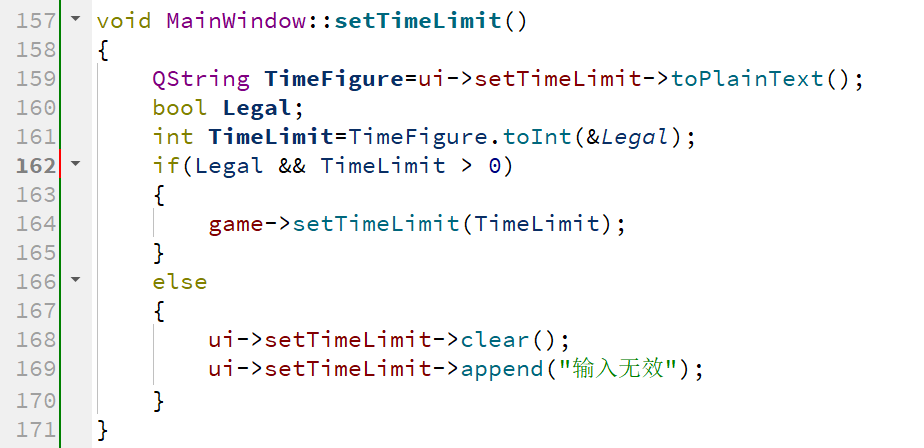 157 void MainWindow::setTimeLimit()
158 {
159     QString TimeFigure=ui->setTimeLimit->toPlainText();
160     bool Legal;
161     int TimeLimit=TimeFigure.toInt(&Legal);
162     if(Legal && TimeLimit > 0)
163     {
164         game->setTimeLimit(TimeLimit);
165     }
166     else
167     {
168         ui->setTimeLimit->clear();
169         ui->setTimeLimit->append("输入无效");
170     }
171 }